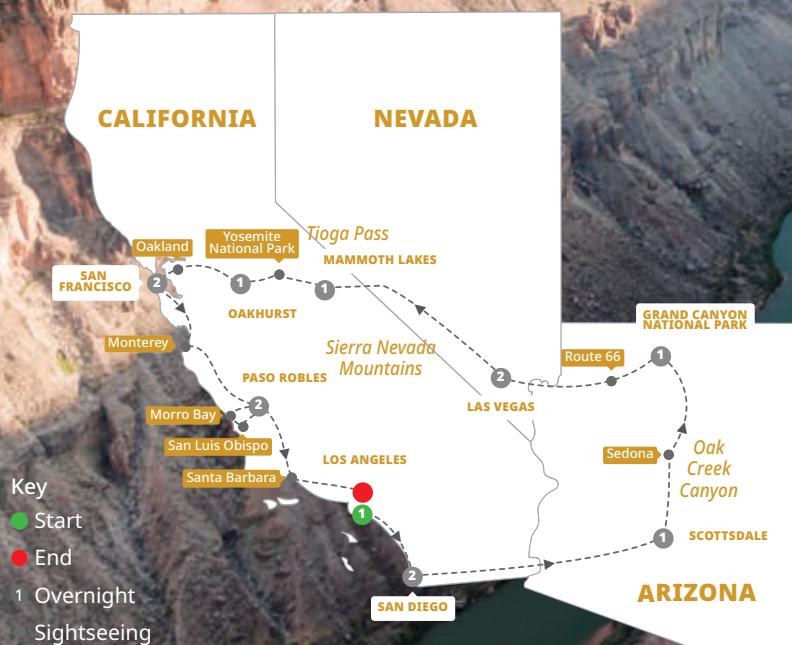 CALIFORNIA
NEVADA
Tioga Pass
Oakland
Yosemite
National Park
MAMMOTH LAKES
SAN
FRANCISCO
2
1
1
OAKHURST
GRAND CANYON
NATIONAL PARK
Monterey
Sierra Nevada
Mountains
Route 66
1
PASO ROBLES
2
LAS VEGAS
2
Morro Bay
San Luis Obispo
Santa Barbara
LOS ANGELES
1
Sedona
Oak
Creek
Canyon
1
SCOTTSDALE
2
SAN DIEGO
ARIZONA
Key
Start
End
1 Overnight
Sightseeing